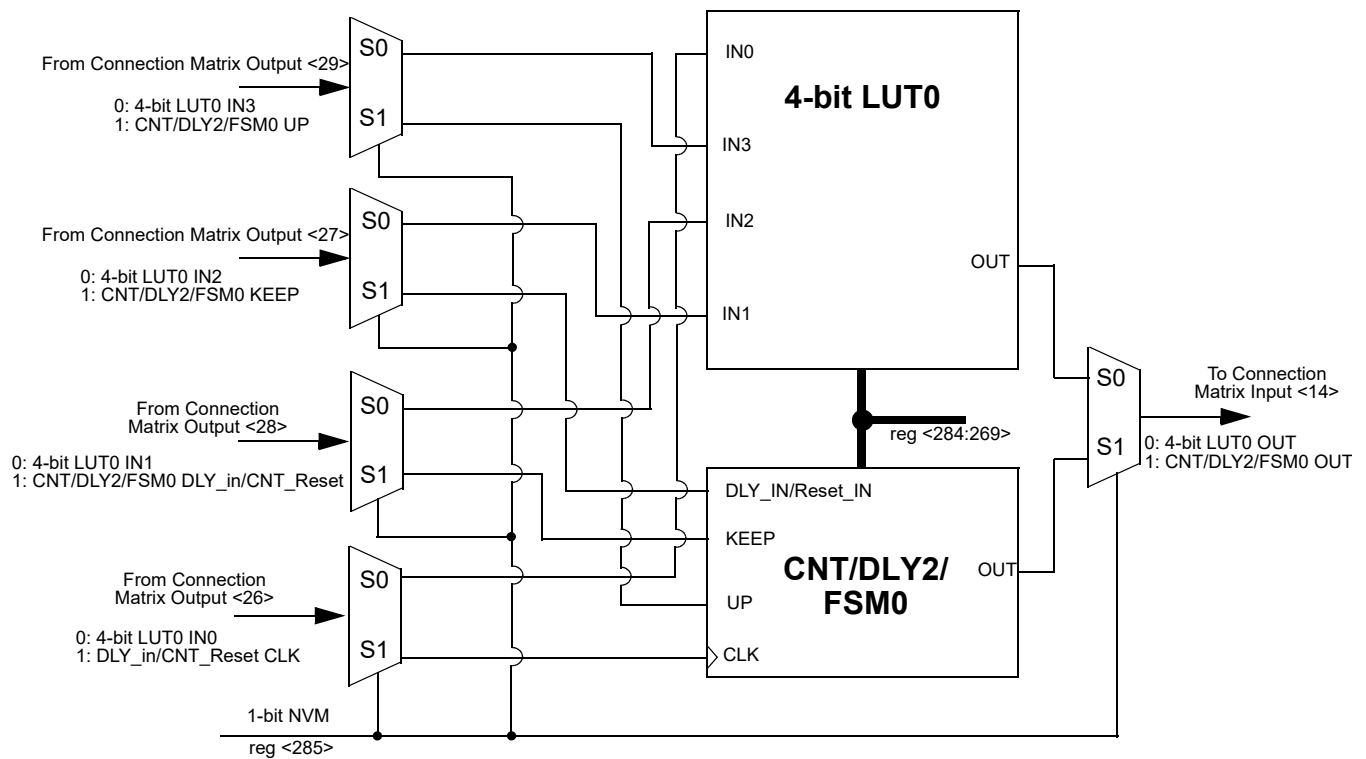 From Connection Matrix Output <29>
0: 4-bit LUT0 IN3
1: CNT/DLY2/FSM0 UP
S0
S1
From Connection Matrix Output <27>
0: 4-bit LUT0 IN2
1: CNT/DLY2/FSM0 KEEP
S0
S1
From Connection
Matrix Output <28>
0: 4-bit LUT0 IN1
1: CNT/DLY2/FSM0 DLY_in/CNT_Reset
S0
S1
From Connection
Matrix Output <26>
0: 4-bit LUT0 IN0
1: DLY_in/CNT_Reset CLK
S0
S1
1-bit NVM
reg <285>
4-bit LUT0
IN0
IN3
IN2
IN1
OUT
reg <284:269>
DLY_IN/Reset_IN
KEEP
UP
CLK
CNT/DLY2/
FSM0
OUT
S0
S1
To Connection
Matrix Input <14>
0: 4-bit LUT0 OUT
1: CNT/DLY2/FSM0 OUT